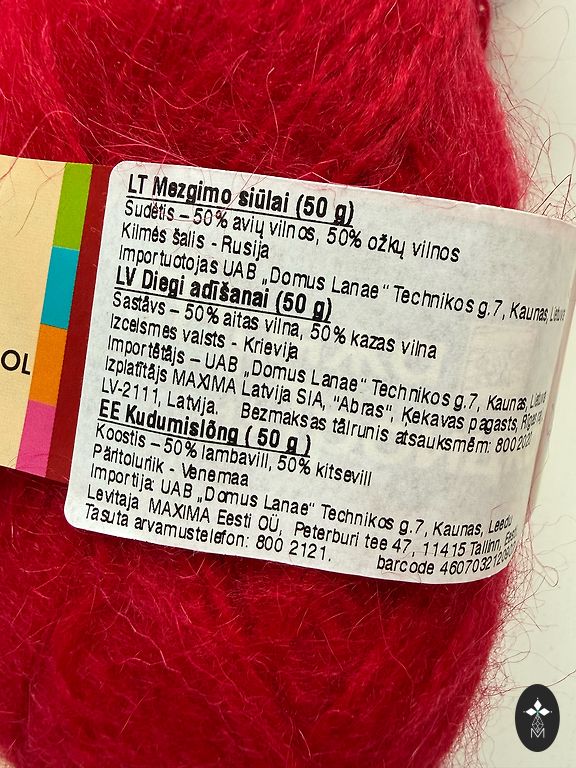 OL
LT Mezgimo siūlai (50 g)
Sudėtis – 50% avių vilnos, 50% ožkų vilnos
Kilmės šalis - Rusija
Importuotojas UAB „Domus Lanae“ Technikos g.7, Kaunas, Lietuva
LV Diegi adīšanai (50 g)
Sastāvs – 50% aitas vilna, 50% kazas vilna
Izcelsmes valsts - Krievija
Importētājs – UAB „Domus Lanae“ Technikos g.7, Kaunas,
Izplatītājs MAXIMA Latvija SIA, "Abras", Ķekavas pagasts,
LV-2111, Latvija. Bezmaksas tālrunis atsauksmēm:
EE Kudumislõng ( 50 g )
Koostis – 50% lambavill, 50% kitsevill
Päritoluriik - Venemaa
Importija: UAB „Domus Lanae“ Technikos g.7, Kaunas, Leedu
Levitaja MAXIMA Eesti OÜ, Peterburi tee 47, 11415 Tallinn,
Tasuta arvamustelefon: 800 2121. barcode
M